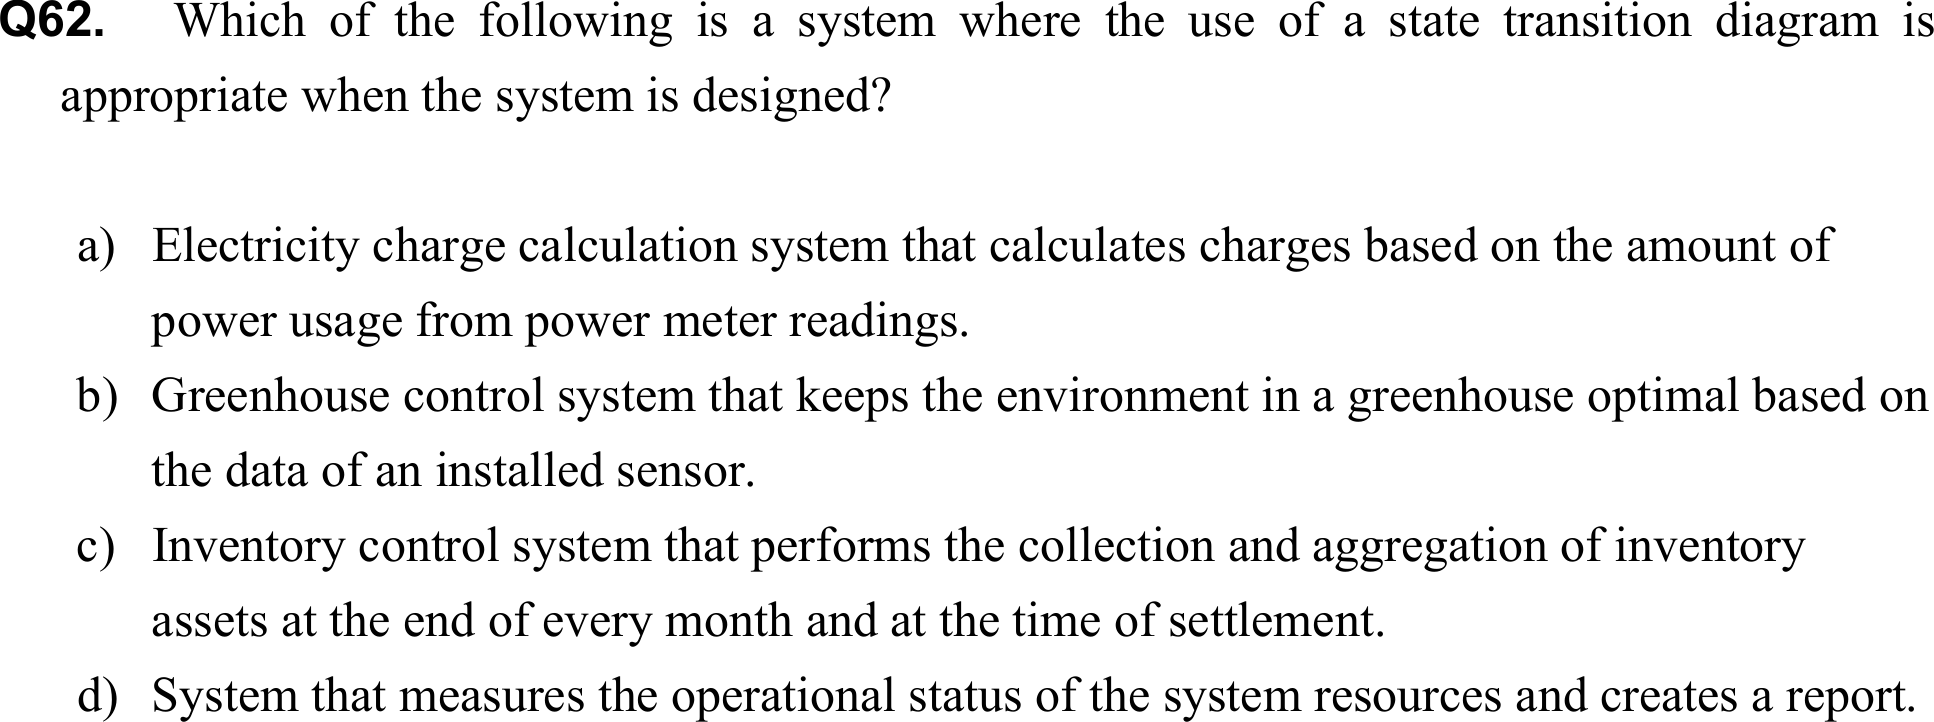 Q62. Which of the following is a system where the use of a state transition diagram is
appropriate when the system is designed?
a) Electricity charge calculation system that calculates charges based on the amount of
power usage from power meter readings.
b) Greenhouse control system that keeps the environment in a greenhouse optimal based on
the data of an installed sensor.
c) Inventory control system that performs the collection and aggregation of inventory
assets at the end of every month and at the time of settlement.
d) System that measures the operational status of the system resources and creates a report.